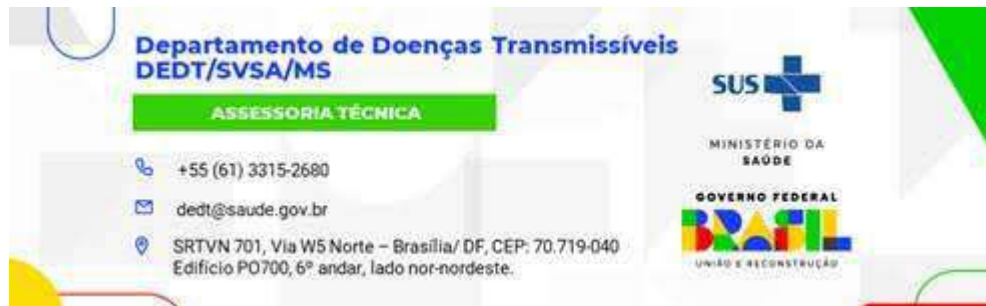 Departamento de Doenças Transmissíveis
DEDT/SVSA/MS
ASSESSORIA TÉCNICA
+55 (61) 3315-2680
dedt@saude.gov.br
SRTVN 701, Via W5 Norte – Brasília/ DF, CEP: 70.719-040
Edifício PO700, 6º andar, lado nor-nordeste.
SUS
MINISTÉRIO DA
SAÚDE
GOVERNO FEDERAL
BRASIL
UNIÃO E RECONSTRUÇÃO